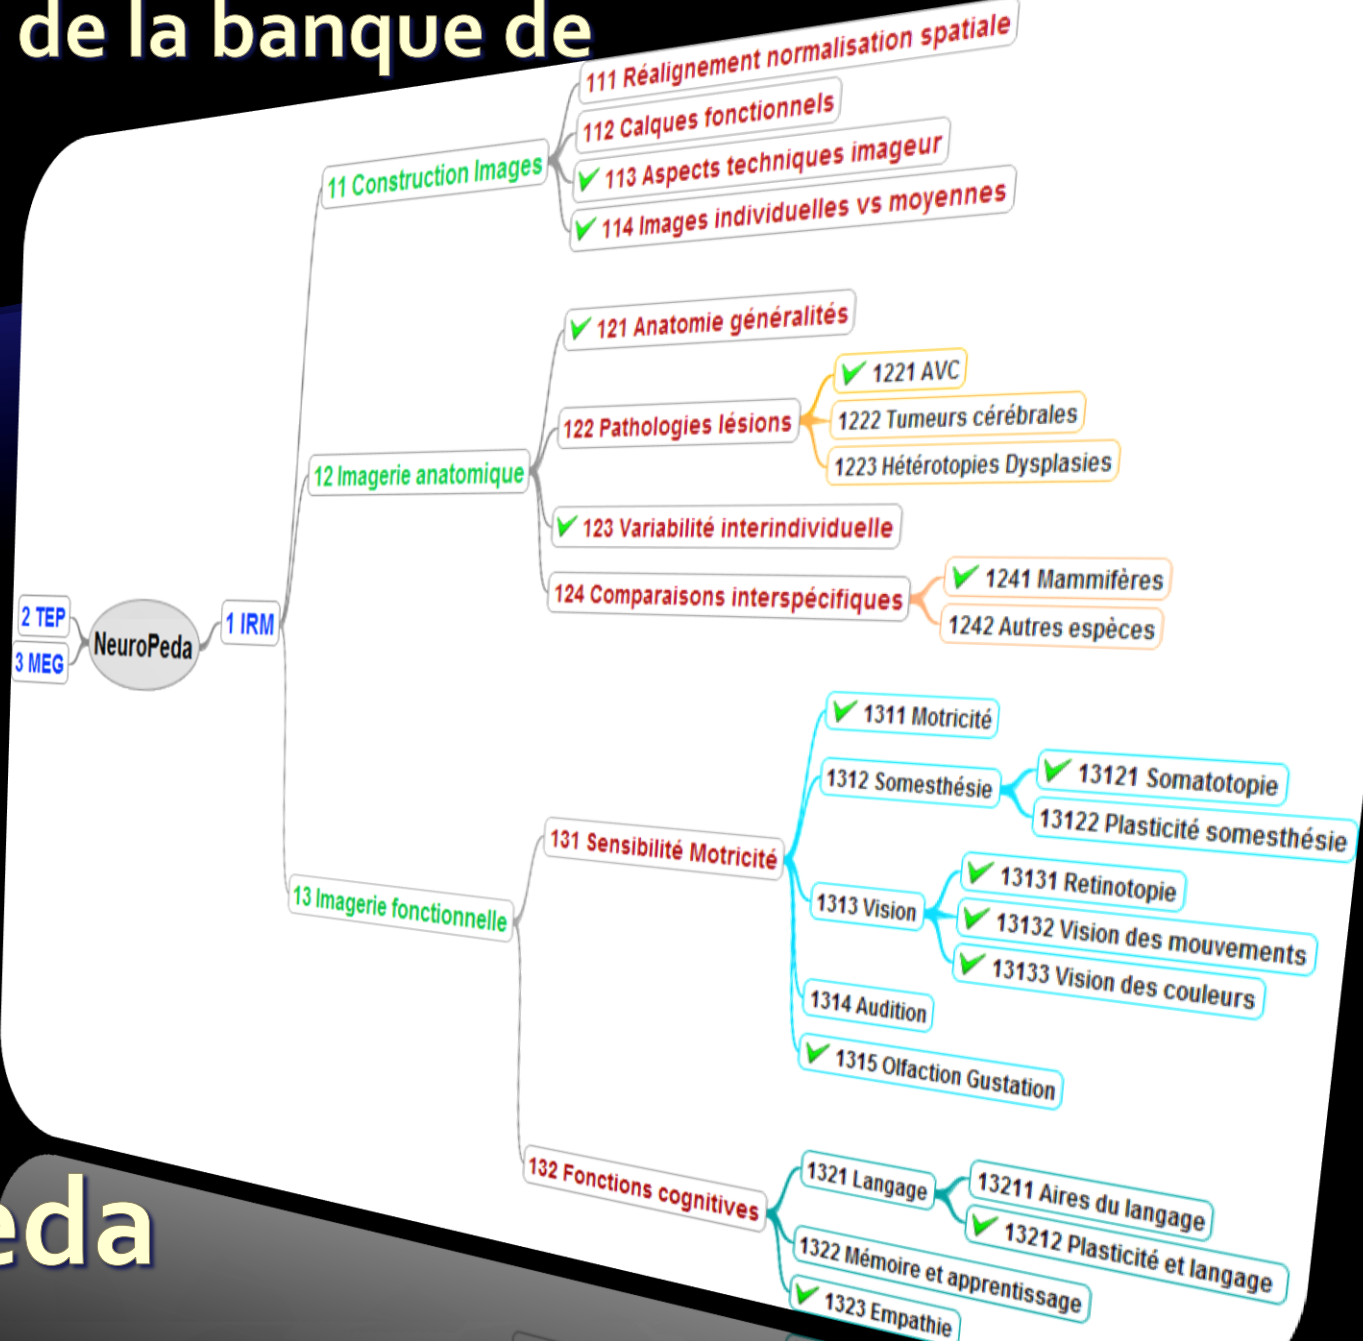 de la banque de
111 Réalignement normalisation spatiale
112 Calques fonctionnels
113 Aspects techniques imageur
114 Images individuelles vs moyennes
11 Construction Images
121 Anatomie généralités
1221 AVC
122 Pathologies lésions
1222 Tumeurs cérébrales
1223 Hétérotopies Dysplasies
12 Imagerie anatomique
123 Variabilité interindividuelle
124 Comparaisons interspécifiques
1241 Mammifères
1242 Autres espèces
2 TEP
3 MEG
NeuroPeda
1 IRM
1311 Motricité
1312 Somesthésie
13121 Somatotopie
13122 Plasticité somesthésie
131 Sensibilité Motricité
1313 Vision
13131 Retinotopie
13132 Vision des mouvements
13133 Vision des couleurs
13 Imagerie fonctionnelle
1314 Audition
1315 Olfaction Gustation
132 Fonctions cognitives
1321 Langage
13211 Aires du langage
13212 Plasticité et langage
1322 Mémoire et apprentissage
1323 Empathie
eda